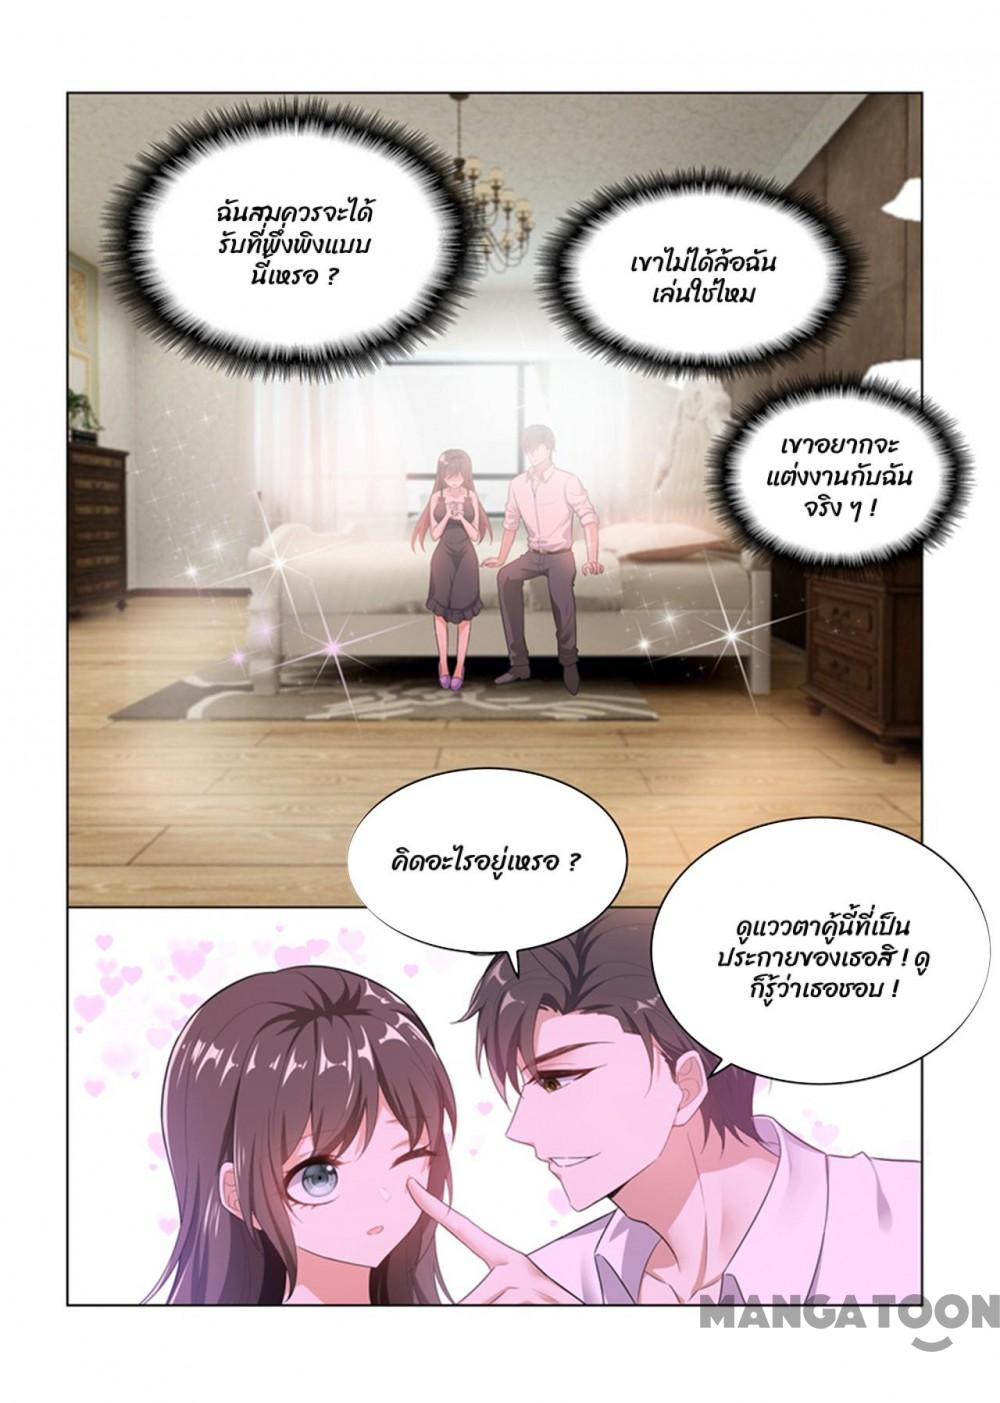 ฉันสมควรจะได้
รับที่พึ่งพิงแบบ
นี้เหรอ ?
เขาไม่ได้ล้อฉัน
เล่นใช่ไหม
เขาอยากจะ
แต่งงานกับฉัน
จริง ๆ !
คิดอะไรอยู่เหรอ ?
ดูแววตาคู้นี้ที่เป็น
ประกายของเธอสิ ! ดู
ก็รู้ว่าเธอชอบ !
MANGATOON